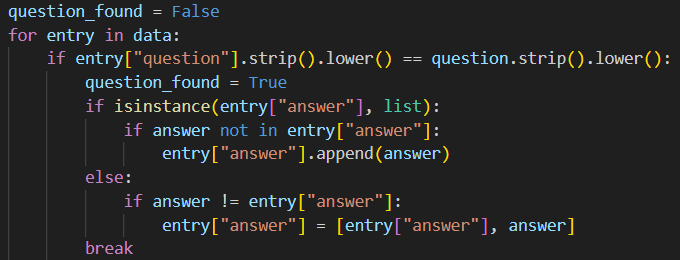 question_found = False
for entry in data:
    if entry["question"].strip().lower() == question.strip().lower():
        question_found = True
        if isinstance(entry["answer"], list):
            if answer not in entry["answer"]:
                entry["answer"].append(answer)
        else:
            if answer != entry["answer"]:
                entry["answer"] = [entry["answer"], answer]
        break